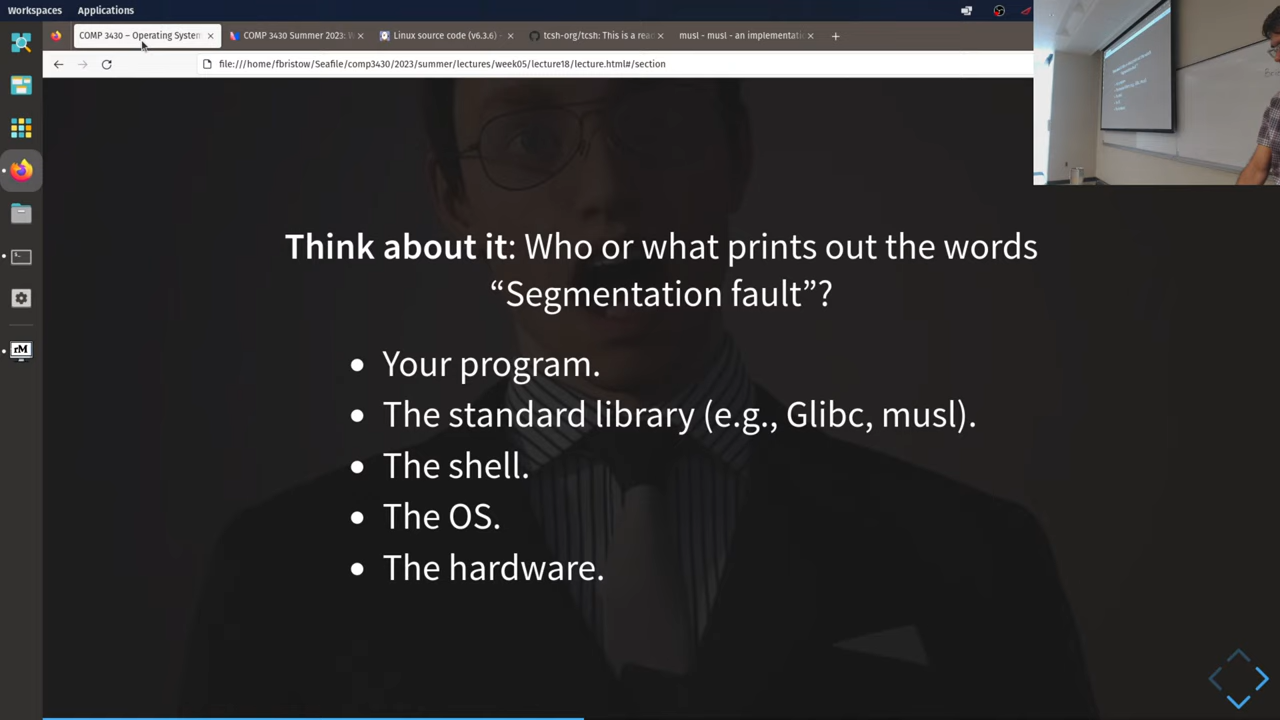 Workspaces Applications
COMP 3430 – Operating System
COMP 3430 Summer 2023: W
Linux source code (v6.3.6) -
tcsh-org/tcsh: This is a rea
musl - musl - an implementati
file:///home/fbristow/Seafile/comp3430/2023/summer/lectures/week05/lecture18/lecture.html#/section
Think about it: Who or what prints out the words
“Segmentation fault”?
Your program.
The standard library (e.g., Glibc, musl).
The shell.
The OS.
The hardware.
rM